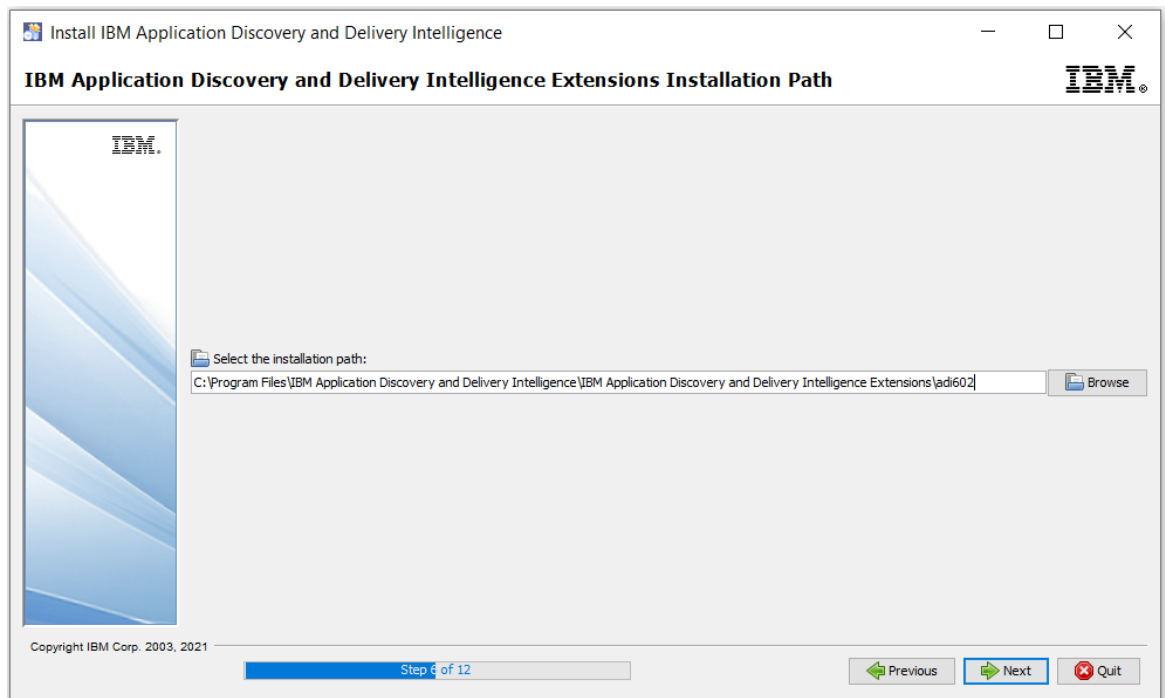 Install IBM Application Discovery and Delivery Intelligence
IBM Application Discovery and Delivery Intelligence Extensions Installation Path
IBM®
IBM.
Select the installation path:
C:\Program Files\IBM Application Discovery and Delivery Intelligence\IBM Application Discovery and Delivery Intelligence Extensions\adi602
Browse
Copyright IBM Corp. 2003, 2021
Step 6 of 12
Previous
Next
Quit